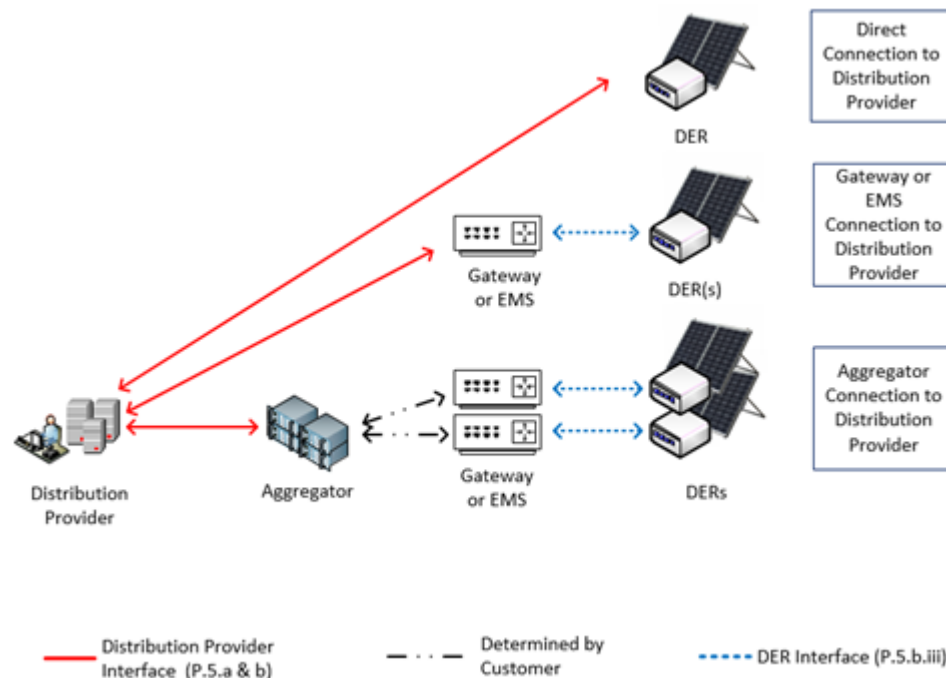 DER
Direct
Connection to
Distribution
Provider
Gateway
or EMS
DER(s)
Gateway or
EMS
Connection to
Distribution
Provider
Distribution
Provider
Aggregator
Gateway
or EMS
DERs
Aggregator
Connection to
Distribution
Provider
Distribution Provider
Interface (P.5.a & b)
Determined by
Customer
DER Interface (P.5.b.iii)